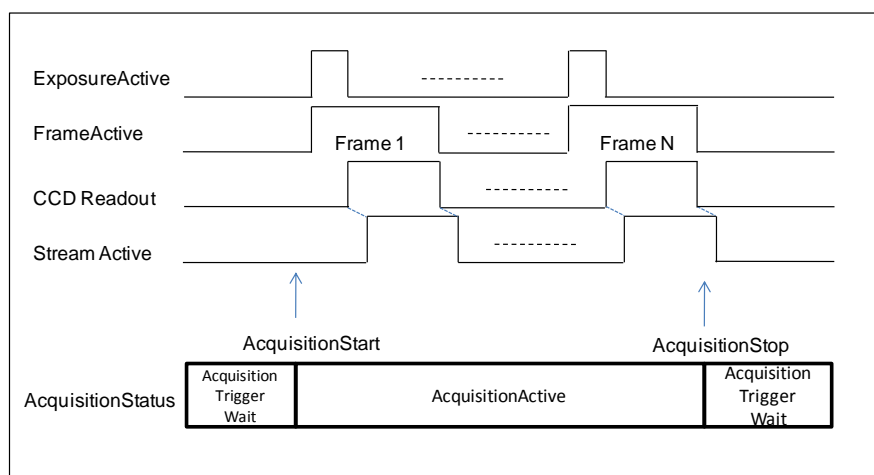 ExposureActive
FrameActive
Frame 1
Frame N
CCD Readout
Stream Active
AcquisitionStart
AcquisitionStop
AcquisitionStatus
Acquisition
Trigger
Wait
AcquisitionActive
Acquisition
Trigger
Wait